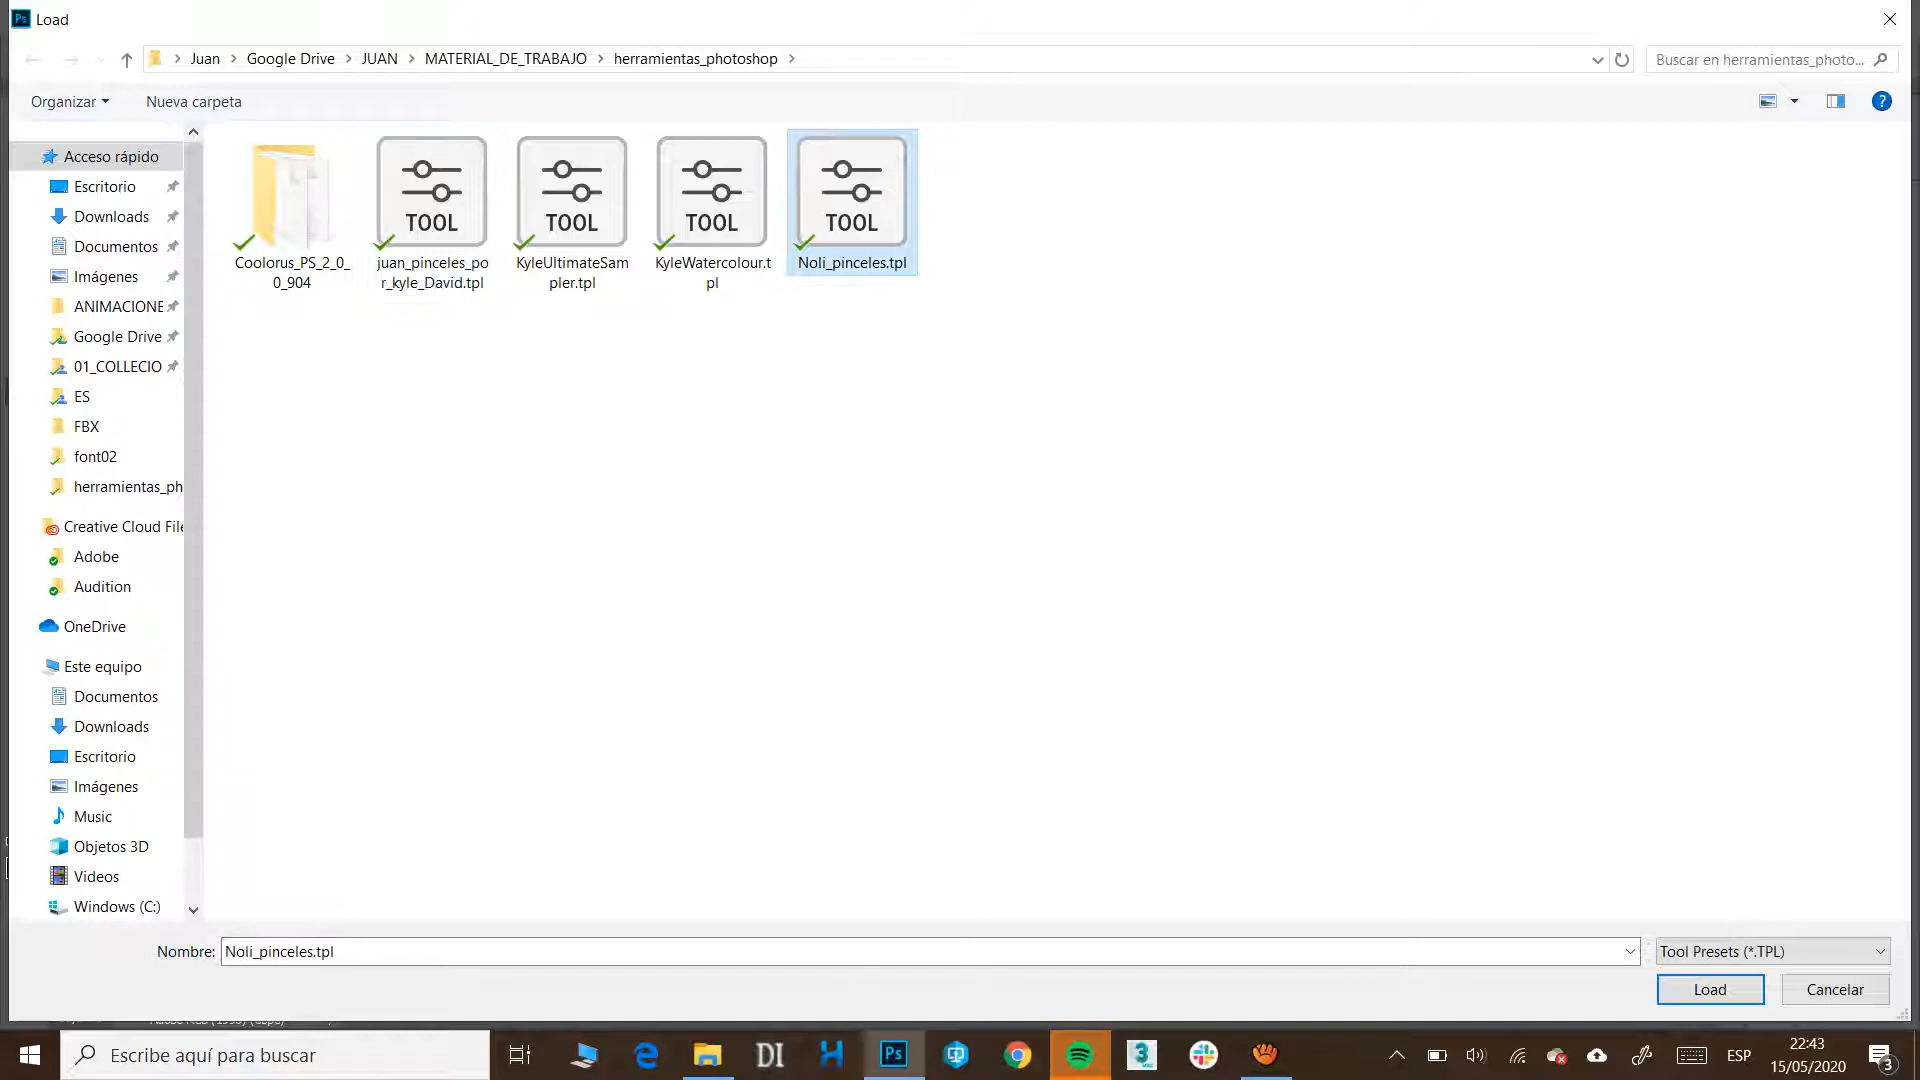 Load
Juan > Google Drive > JUAN > MATERIAL_DE_TRABAJO > herramientas_photoshop >
Buscar en herramientas_photo...
Organizar
Nueva carpeta
Acceso rápido
Escritorio
Downloads
Documentos
Imágenes
ANIMACIONE
Google Drive
01_COLLECIO
ES
FBX
font02
herramientas_ph
Creative Cloud File
Adobe
Audition
OneDrive
Este equipo
Documentos
Downloads
Escritorio
Imágenes
Music
Objetos 3D
Videos
Windows (C:)
Coolorus_PS_2_0_
0_904
TOOL
juan_pinceles_po
r_kyle_David.tpl
TOOL
KyleUltimateSam
pler.tpl
TOOL
KyleWatercolour.t
pl
TOOL
Noli_pinceles.tpl
Nombre:
Noli_pinceles.tpl
Tool Presets (*.TPL)
Load
Cancelar
Escribe aquí para buscar
DI
Ps
3
ESP
22:43
15/05/2020
3